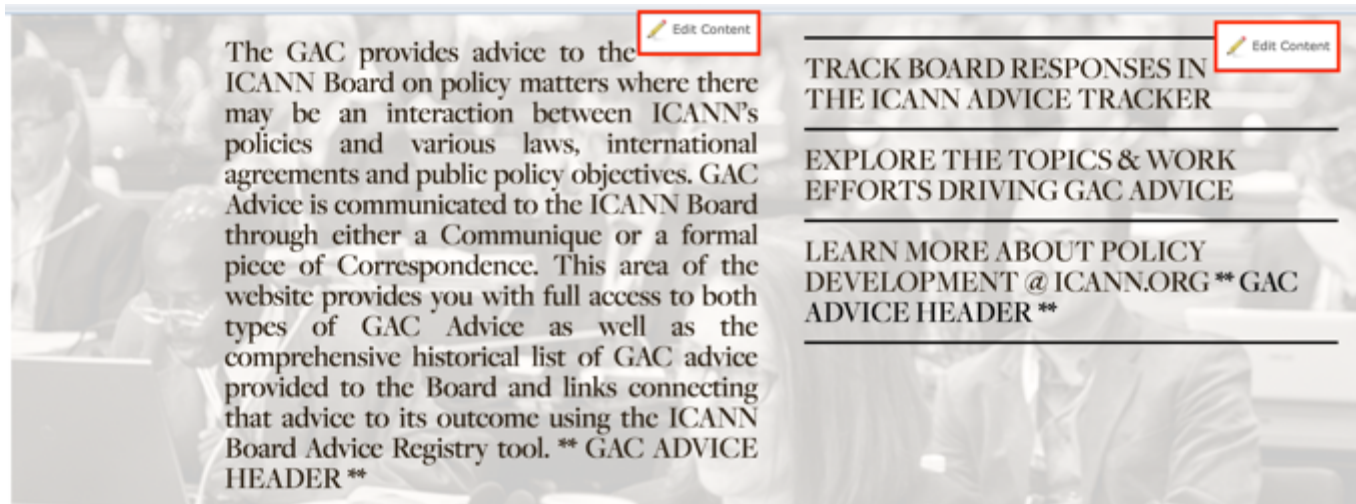 Edit Content
The GAC provides advice to the
ICANN Board on policy matters where there
may be an interaction between ICANN's
policies and various laws, international
agreements and public policy objectives. GAC
Advice is communicated to the ICANN Board
through either a Communique or a formal
piece of Correspondence. This area of the
website provides you with full access to both
types of GAC Advice as well as the
comprehensive historical list of GAC advice
provided to the Board and links connecting
that advice to its outcome using the ICANN
Board Advice Registry tool. ** GAC ADVICE
HEADER **
Edit Content
TRACK BOARD RESPONSES IN
THE ICANN ADVICE TRACKER
EXPLORE THE TOPICS & WORK
EFFORTS DRIVING GAC ADVICE
LEARN MORE ABOUT POLICY
DEVELOPMENT @ ICANN.ORG ** GAC
ADVICE HEADER **